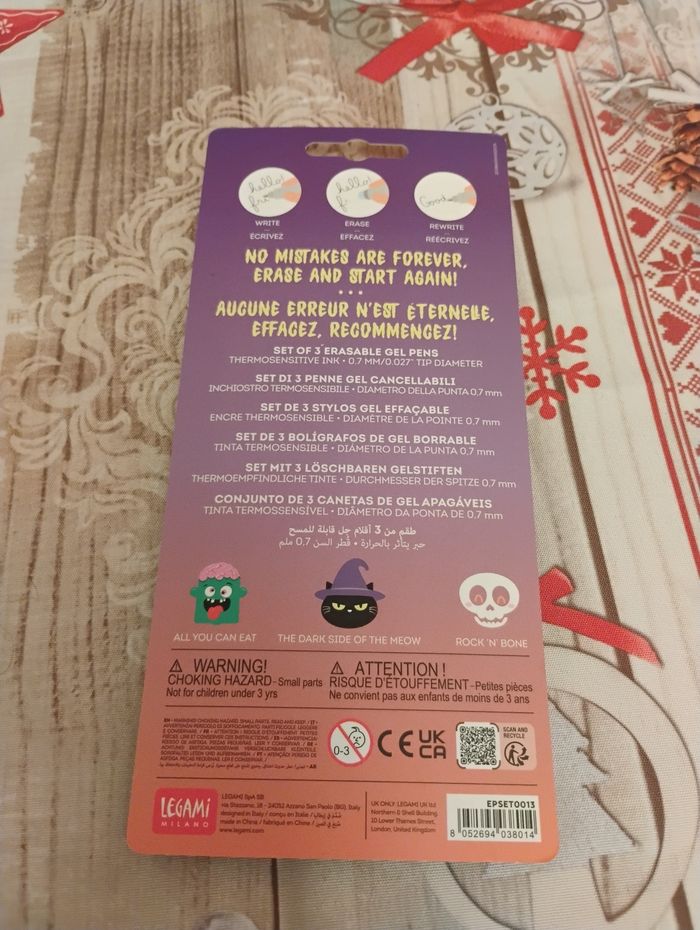 hello!
hello!
Good
WRITE
ERASE
REWRITE
ÉCRIVEZ
EFFACEZ
RÉÉCRIVEZ
NO MISTAKES ARE FOREVER,
ERASE AND START AGAIN!
AUCUNE ERREUR N'EST ÉTERNELLE,
EFFACEZ, RECOMMENCEZ!
SET OF 3 ERASABLE GEL PENS
THERMOSENSITIVE INK • 0.7 MM/0.027" TIP DIAMETER
SET DI 3 PENNE GEL CANCELLABILI
INCHIOSTRO TERMOSENSIBILE • DIAMETRO DELLA PUNTA 0,7 mm
SET DE 3 STYLOS GEL EFFAÇABLE
ENCRE THERMOSENSIBLE • DIAMÈTRE DE LA POINTE 0,7 mm
SET DE 3 BOLÍGRAFOS DE GEL BORRABLE
TINTA TERMOSENSIBLE • DIÁMETRO DE LA PUNTA 0,7 mm
SET MIT 3 LÖSCHBAREN GELSTIFTEN
THERMOEMPFINDLICHE TINTE • DURCHMESSER DER SPITZE 0,7 mm
CONJUNTO DE 3 CANETAS DE GEL APAGÁVEIS
TINTA TERMOSSENSÍVEL • DIÂMETRO DA PONTA DE 0,7 mm
طقم من 3 أقلام جل قابلة للمسح
حبر يتأثر بالحرارة • قُطر السن 0,7 ملم
ALL YOU CAN EAT
THE DARK SIDE OF THE MEOW
ROCK 'N' BONE
WARNING!
CHOKING HAZARD - Small parts
Not for children under 3 yrs
ATTENTION !
RISQUE D'ÉTOUFFEMENT - Petites pièces
Ne convient pas aux enfants de moins de 3 ans
0-3
CE
UK
CA
SCAN AND
RECYCLE
LEGAMI
MILANO
LEGAMI SpA SB
via Stezzano, 18 - 24052 Azzano San Paolo (BG), Italy
designed in Italy / conçu en Italie /
made in China / fabriqué en Chine /
www.legami.com
UK ONLY: LEGAMI UK ltd
Northern & Shell Building
10 Lower Thames Street,
London, United Kingdom
EPSET0013
8 052694 038014